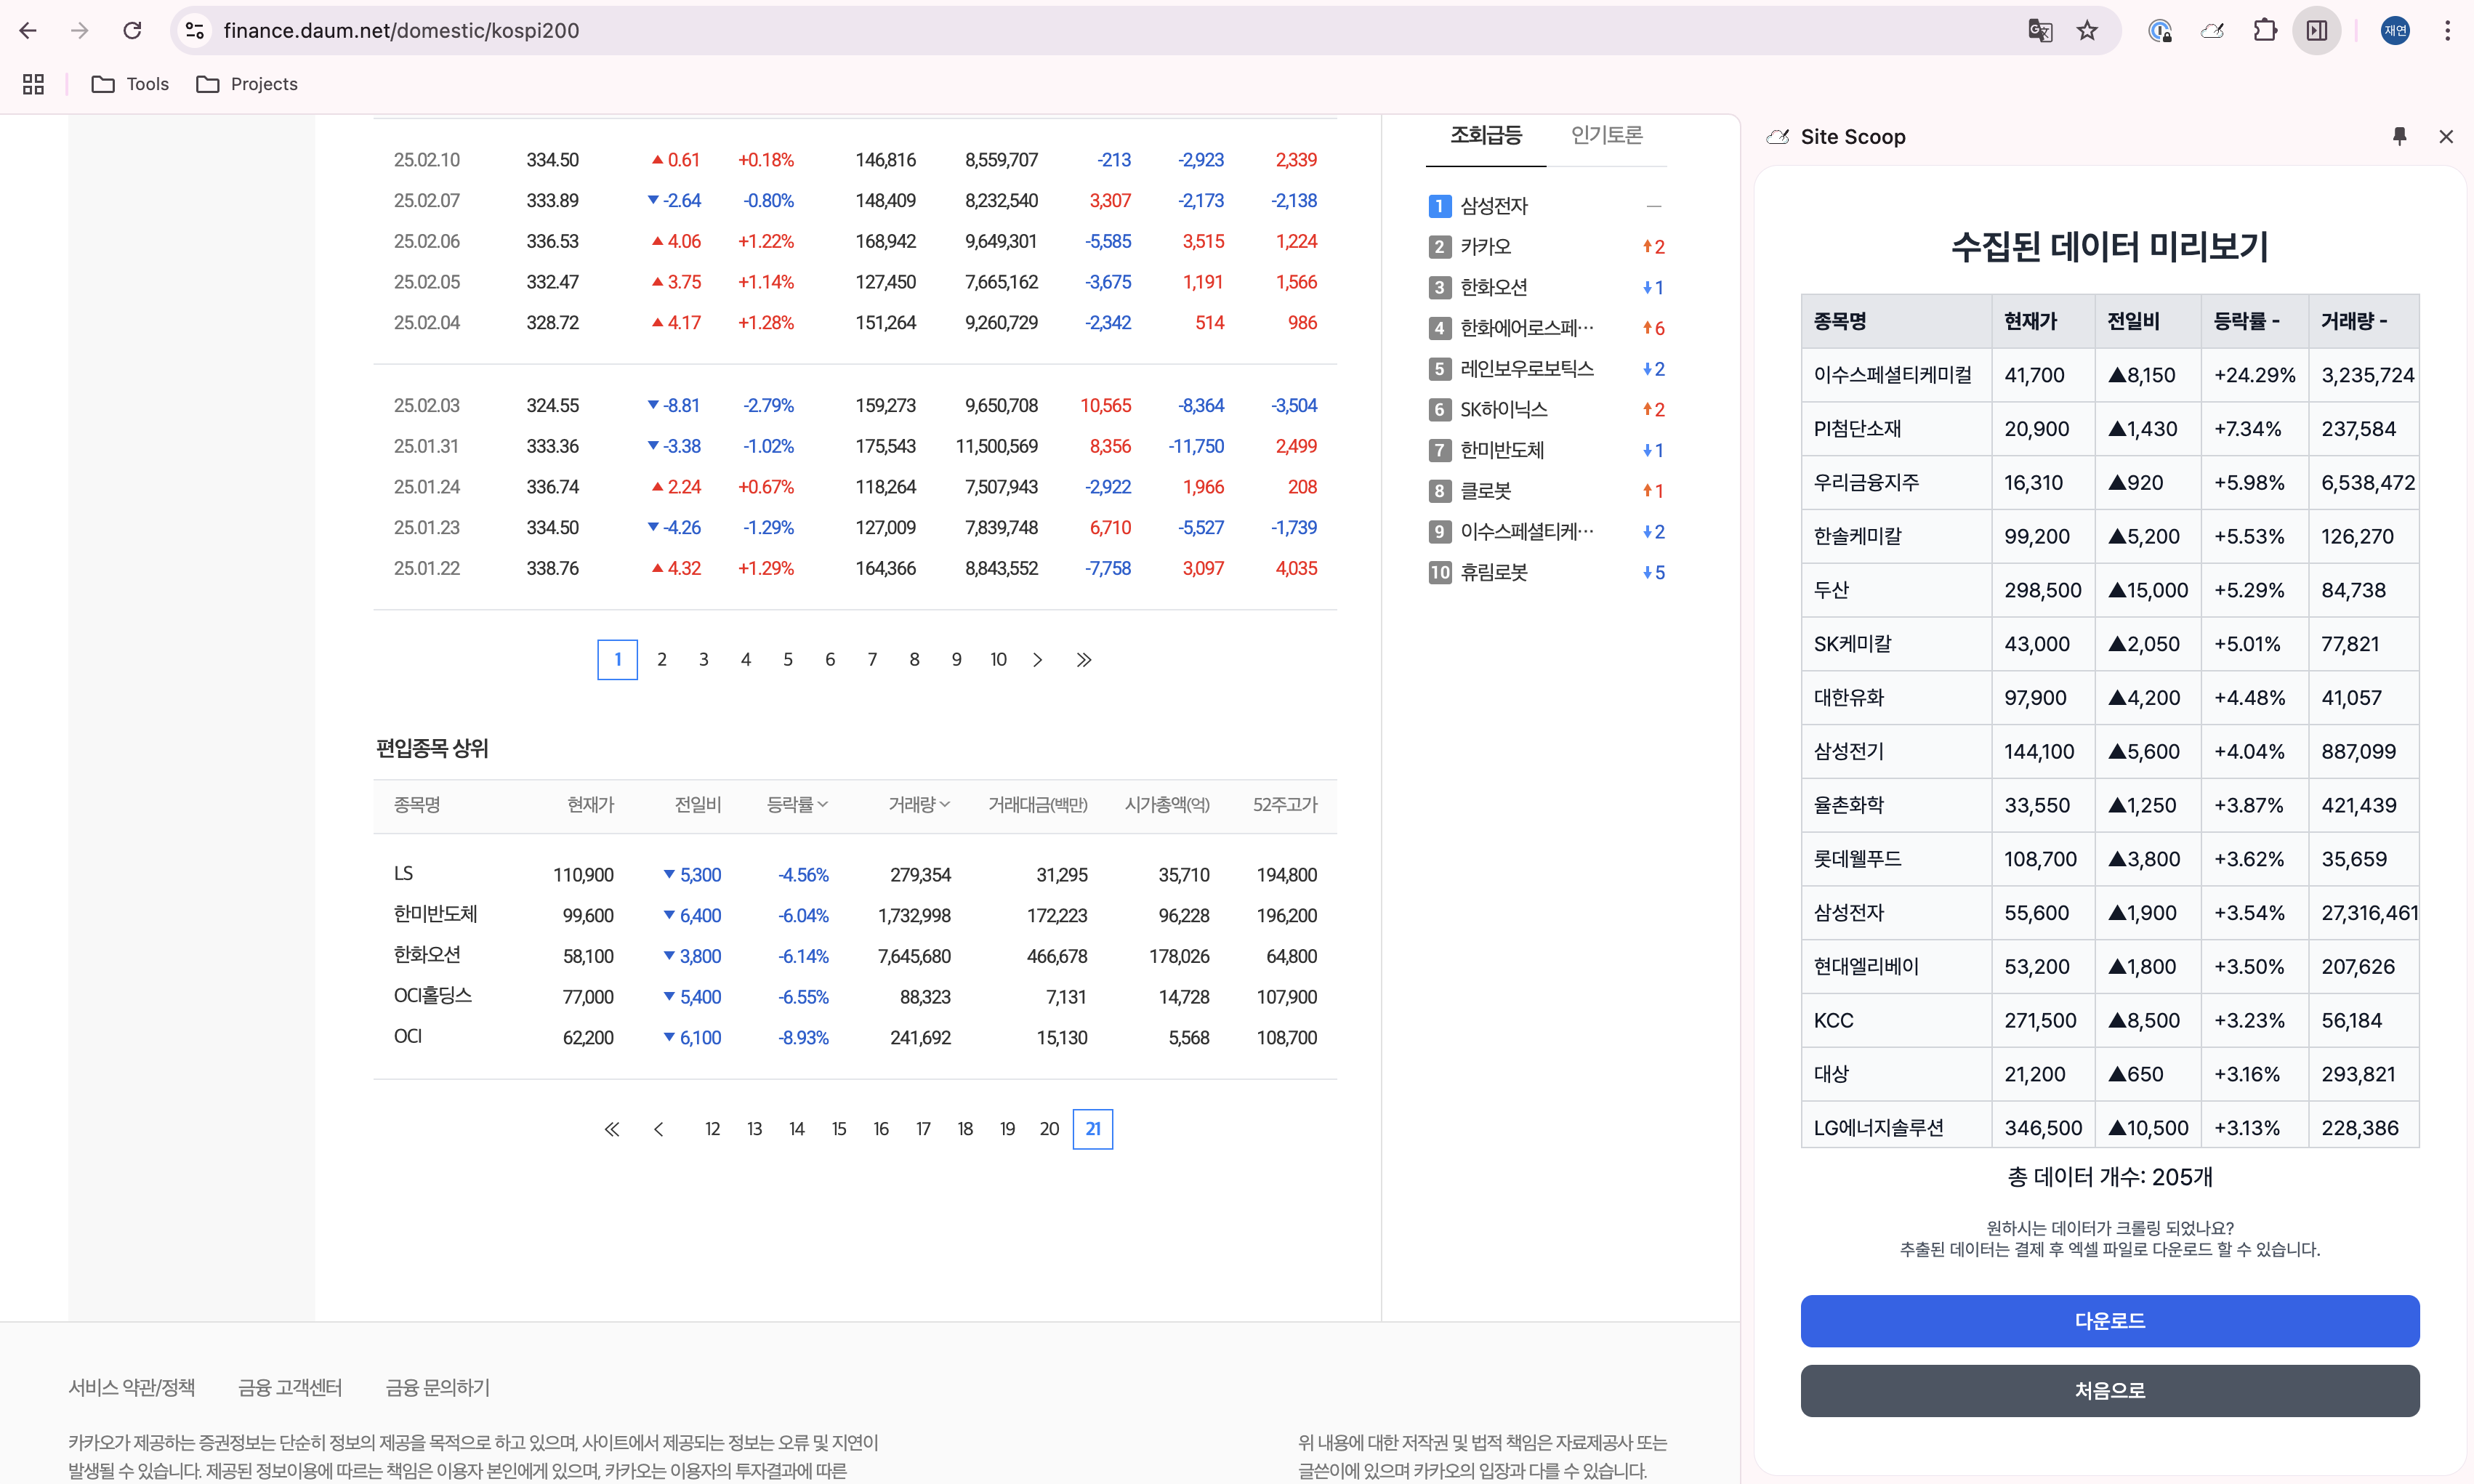 finance.daum.net/domestic/kospi200
재연
Tools
Projects
25.02.10 334.50 ▲ 0.61 +0.18% 146,816 8,559,707 -213 -2,923 2,339
25.02.07 333.89 ▼ -2.64 -0.80% 148,409 8,232,540 3,307 -2,173 -2,138
25.02.06 336.53 ▲ 4.06 +1.22% 168,942 9,649,301 -5,585 3,515 1,224
25.02.05 332.47 ▲ 3.75 +1.14% 127,450 7,665,162 -3,675 1,191 1,566
25.02.04 328.72 ▲ 4.17 +1.28% 151,264 9,260,729 -2,342 514 986
25.02.03 324.55 ▼ -8.81 -2.79% 159,273 9,650,708 10,565 -8,364 -3,504
25.01.31 333.36 ▼ -3.38 -1.02% 175,543 11,500,569 8,356 -11,750 2,499
25.01.24 336.74 ▲ 2.24 +0.67% 118,264 7,507,943 -2,922 1,966 208
25.01.23 334.50 ▼ -4.26 -1.29% 127,009 7,839,748 6,710 -5,527 -1,739
25.01.22 338.76 ▲ 4.32 +1.29% 164,366 8,843,552 -7,758 3,097 4,035
1 2 3 4 5 6 7 8 9 10
편입종목 상위
종목명 현재가 전일비 등락률 거래량 거래대금(백만) 시가총액(억) 52주고가
LS 110,900 ▼ 5,300 -4.56% 279,354 31,295 35,710 194,800
한미반도체 99,600 ▼ 6,400 -6.04% 1,732,998 172,223 96,228 196,200
한화오션 58,100 ▼ 3,800 -6.14% 7,645,680 466,678 178,026 64,800
OCI홀딩스 77,000 ▼ 5,400 -6.55% 88,323 7,131 14,728 107,900
OCI 62,200 ▼ 6,100 -8.93% 241,692 15,130 5,568 108,700
12 13 14 15 16 17 18 19 20 21
조회급등 인기토론
1 삼성전자 —
2 카카오 ↑2
3 한화오션 ↓1
4 한화에어로스페… ↑6
5 레인보우로보틱스 ↓2
6 SK하이닉스 ↑2
7 한미반도체 ↓1
8 클로봇 ↑1
9 이수스페셜티케… ↓2
10 휴림로봇 ↓5
서비스 약관/정책 금융 고객센터 금융 문의하기
카카오가 제공하는 증권정보는 단순히 정보의 제공을 목적으로 하고 있으며, 사이트에서 제공되는 정보는 오류 및 지연이
발생될 수 있습니다. 제공된 정보이용에 따르는 책임은 이용자 본인에게 있으며, 카카오는 이용자의 투자결과에 따른
위 내용에 대한 저작권 및 법적 책임은 자료제공사 또는
글쓴이에 있으며 카카오의 입장과 다를 수 있습니다.
Site Scoop
수집된 데이터 미리보기
종목명 현재가 전일비 등락률 - 거래량 -
이수스페셜티케미컬 41,700 ▲8,150 +24.29% 3,235,724
PI첨단소재 20,900 ▲1,430 +7.34% 237,584
우리금융지주 16,310 ▲920 +5.98% 6,538,472
한솔케미칼 99,200 ▲5,200 +5.53% 126,270
두산 298,500 ▲15,000 +5.29% 84,738
SK케미칼 43,000 ▲2,050 +5.01% 77,821
대한유화 97,900 ▲4,200 +4.48% 41,057
삼성전기 144,100 ▲5,600 +4.04% 887,099
율촌화학 33,550 ▲1,250 +3.87% 421,439
롯데웰푸드 108,700 ▲3,800 +3.62% 35,659
삼성전자 55,600 ▲1,900 +3.54% 27,316,461
현대엘리베이 53,200 ▲1,800 +3.50% 207,626
KCC 271,500 ▲8,500 +3.23% 56,184
대상 21,200 ▲650 +3.16% 293,821
LG에너지솔루션 346,500 ▲10,500 +3.13% 228,386
총 데이터 개수: 205개
원하시는 데이터가 크롤링 되었나요?
추출된 데이터는 결제 후 엑셀 파일로 다운로드 할 수 있습니다.
다운로드
처음으로